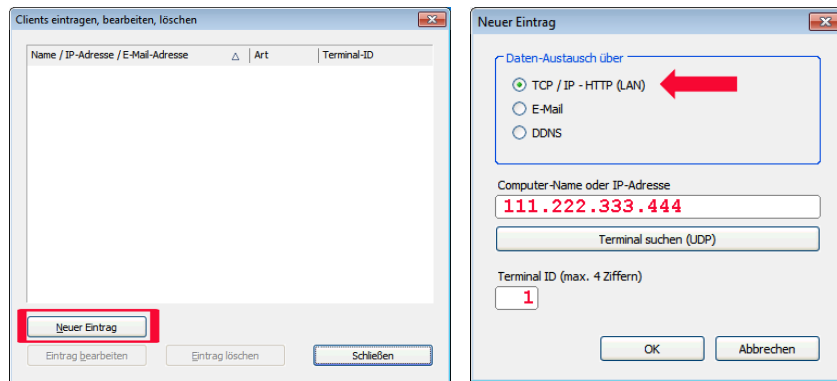 Clients eintragen, bearbeiten, löschen
Name / IP-Adresse / E-Mail-Adresse Art Terminal-ID
Neuer Eintrag
Eintrag bearbeiten Eintrag löschen Schließen
Neuer Eintrag
Daten-Austausch über
TCP / IP - HTTP (LAN)
E-Mail
DDNS
Computer-Name oder IP-Adresse
111.222.333.444
Terminal suchen (UDP)
Terminal ID (max. 4 Ziffern)
1
OK Abbrechen